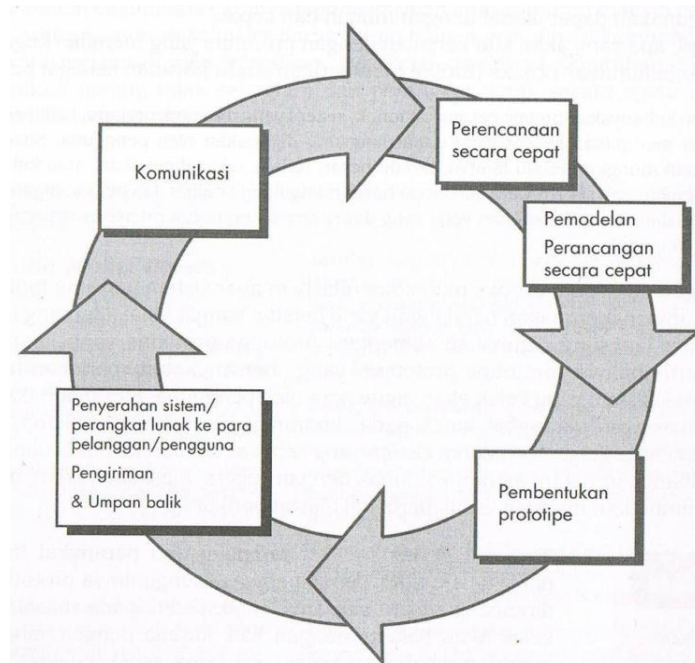 Komunikasi
Perencanaan
secara cepat
Pemodelan
Perancangan
secara cepat
Pembentukan
prototipe
Penyerahan sistem/
perangkat lunak ke para
pelanggan/pengguna
Pengiriman
& Umpan balik